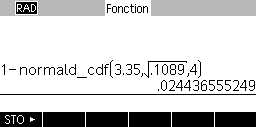 RAD Fonction
1-normald_cdf(3.35,√.1089,4)
.024436555249
STO ►